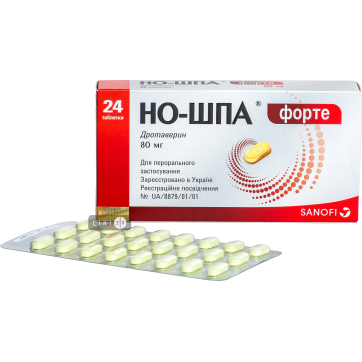 24
таблетки
НО-ШПА®
форте
Дротаверин
80 мг
Для перорального
застосування
Зареєстровано в Україні
Реєстраційне посвідчення
№ UA/8879/01/01
SANOFI